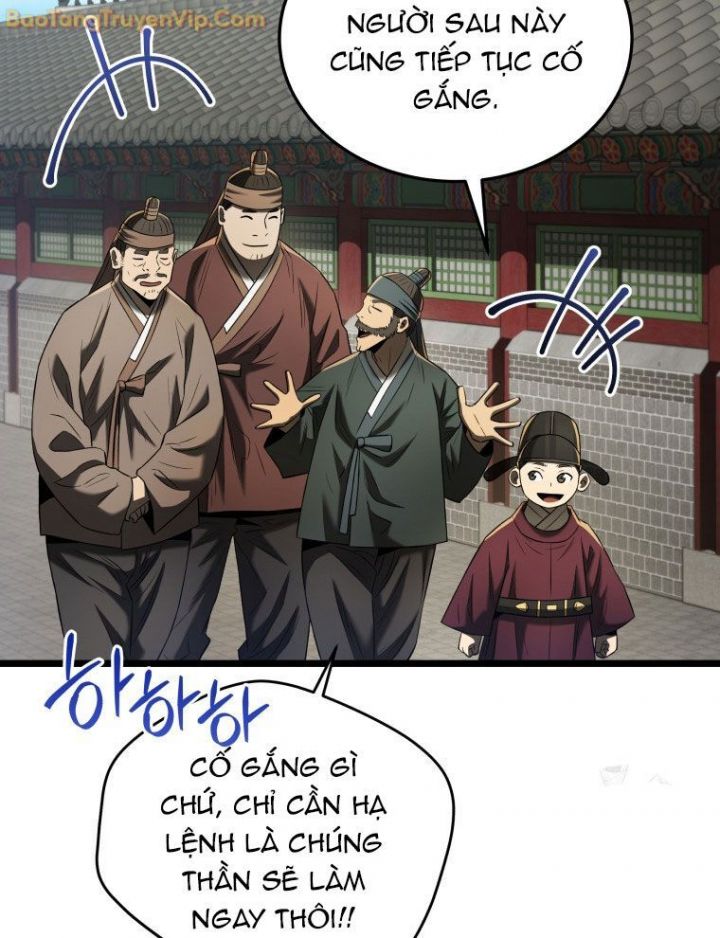 BaoTangTruyenVip.Com
NGƯỜI SAU NÀY
CŨNG TIẾP TỤC CỐ
GẮNG.
하하하
CỐ GẮNG GÌ
CHỨ, CHỈ CẦN HẠ
LỆNH LÀ CHÚNG
THẦN SẼ LÀM
NGAY THÔI!!